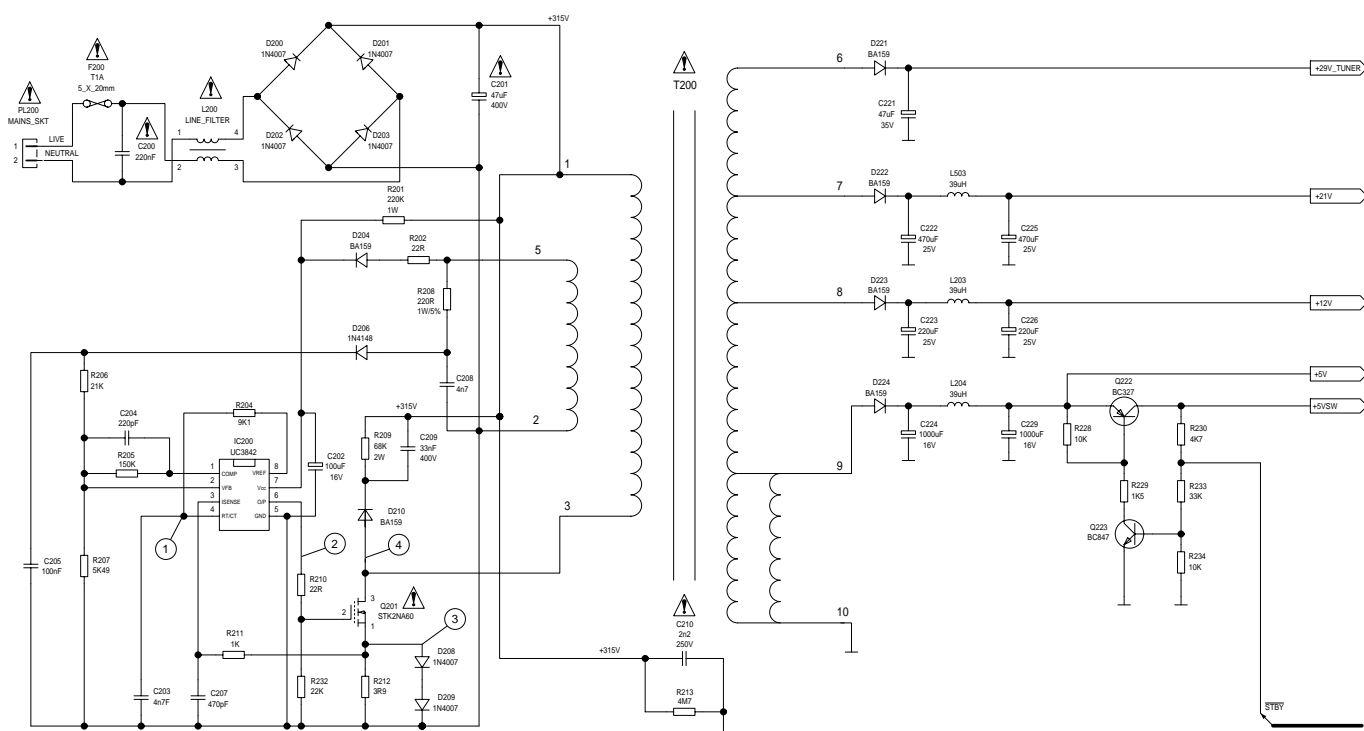 +315V
D200
1N4007
D201
1N4007
F200
T1A
5_X_20mm
C201
47uF
400V
T200
PL200
MAINS_SKT
1
2
LIVE
NEUTRAL
C200
220nF
L200
LINE_FILTER
1
4
2
3
D202
1N4007
D203
1N4007
R201
220K
1W
1
D204
BA159
R202
22R
5
R208
220R
1W/5%
D206
1N4148
C208
4n7
2
R206
21K
C204
220pF
R205
150K
R204
9K1
IC200
UC3842
1
2
3
4
COMP
VFB
ISENSE
RT/CT
VREF
Vcc
O/P
GND
8
7
6
5
C202
100uF
16V
+315V
R209
68K
2W
C209
33nF
400V
3
D210
BA159
1
2
4
C205
100nF
R207
5K49
R210
22R
3
2
1
Q201
STK2NA60
3
R211
1K
D208
1N4007
C203
4n7F
C207
470pF
R232
22K
R212
3R9
D209
1N4007
+315V
C210
2n2
250V
R213
4M7
6
D221
BA159
C221
47uF
35V
+29V_TUNER
7
D222
BA159
L503
39uH
C222
470uF
25V
C225
470uF
25V
+21V
8
D223
BA159
L203
39uH
C223
220uF
25V
C226
220uF
25V
+12V
9
D224
BA159
L204
39uH
C224
1000uF
16V
C229
1000uF
16V
+5V
+5VSW
Q222
BC327
R228
10K
R230
4K7
R229
1K5
R233
33K
Q223
BC847
R234
10K
10
STBY